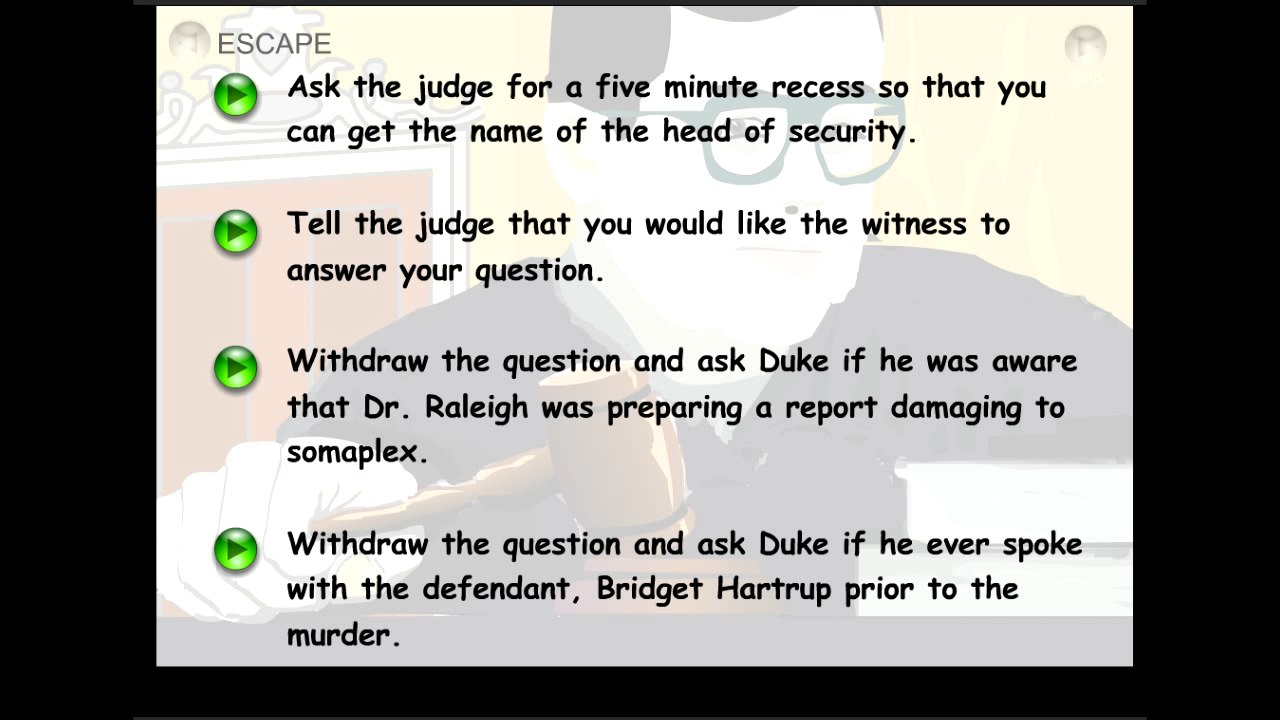 ESCAPE
Skip
Ask the judge for a five minute recess so that you
can get the name of the head of security.
Tell the judge that you would like the witness to
answer your question.
Withdraw the question and ask Duke if he was aware
that Dr. Raleigh was preparing a report damaging to
somaplex.
Withdraw the question and ask Duke if he ever spoke
with the defendant, Bridget Hartrup prior to the
murder.